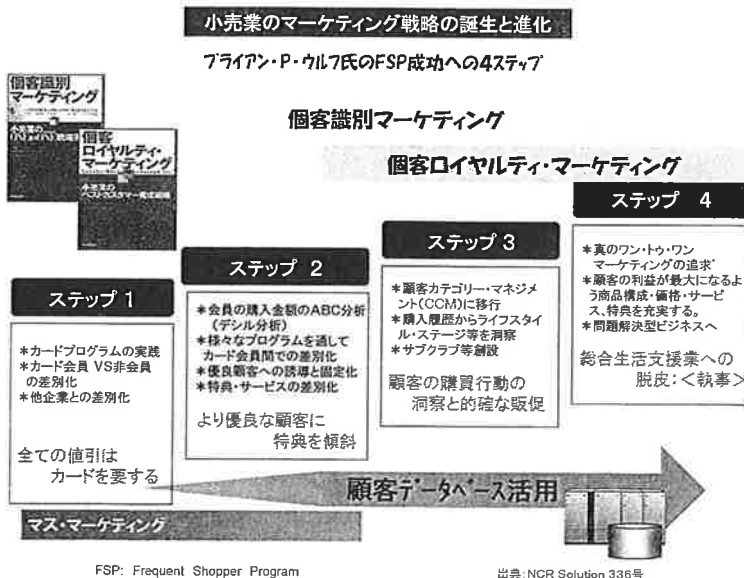 小売業のマーケティング戦略の誕生と進化
ブライアン・P・ウルフ氏のFSP成功への4ステップ
個客識別
マーケティング
個客
ロイヤルティ・
マーケティング
小売業の
個客識別マーケティング
個客ロイヤルティ・マーケティング
ステップ 1
*カードプログラムの実践
*カード会員 VS非会員
の差別化
*他企業との差別化
全ての値引は
カードを要する
ステップ 2
*会員の購入金額のABC分析
(デシル分析)
*様々なプログラムを通して
カード会員間での差別化
*優良顧客への誘導と固定化
*特典・サービスの差別化
より優良な顧客に
特典を傾斜
ステップ 3
*顧客カテゴリー・マネジメ
ント(CCM)に移行
*購入履歴からライフスタイ
ル・ステージ等を洞察
*サブクラブ等創設
顧客の購買行動の
洞察と的確な販促
ステップ 4
*真のワン・トゥ・ワン
マーケティングの追求
*顧客の利益が最大になるよ
う商品構成・価格・サービ
ス、特典を充実する。
*問題解決型ビジネスへ
総合生活支援業への
脱皮:<執事>
顧客データベース活用
マス・マーケティング
FSP: Frequent Shopper Program
出典:NCR Solution 336号